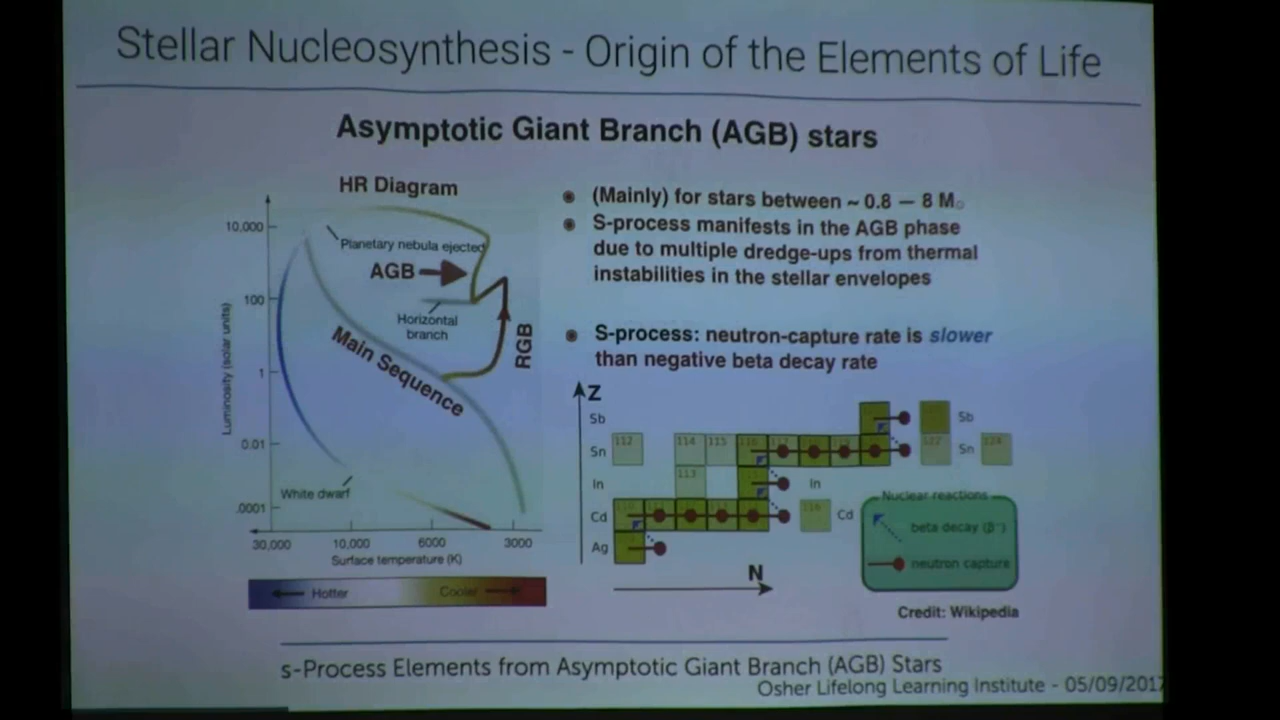 Stellar Nucleosynthesis - Origin of the Elements of Life
Asymptotic Giant Branch (AGB) stars
HR Diagram
10,000
100
1
0.01
.0001
Luminosity (solar units)
Planetary nebula ejected
AGB
Horizontal
branch
RGB
Main Sequence
White dwarf
30,000
10,000
6000
3000
Surface temperature (K)
Hotter
Cooler
(Mainly) for stars between ~ 0.8 – 8 M☉
S-process manifests in the AGB phase
due to multiple dredge-ups from thermal
instabilities in the stellar envelopes
S-process: neutron-capture rate is slower
than negative beta decay rate
Z
Sb
Sn
In
Cd
Ag
112
114
115
116
113
Sb
Sn
In
Cd
N
Nuclear reactions
beta decay (β⁻)
neutron capture
Credit: Wikipedia
s-Process Elements from Asymptotic Giant Branch (AGB) Stars
Osher Lifelong Learning Institute - 05/09/2017